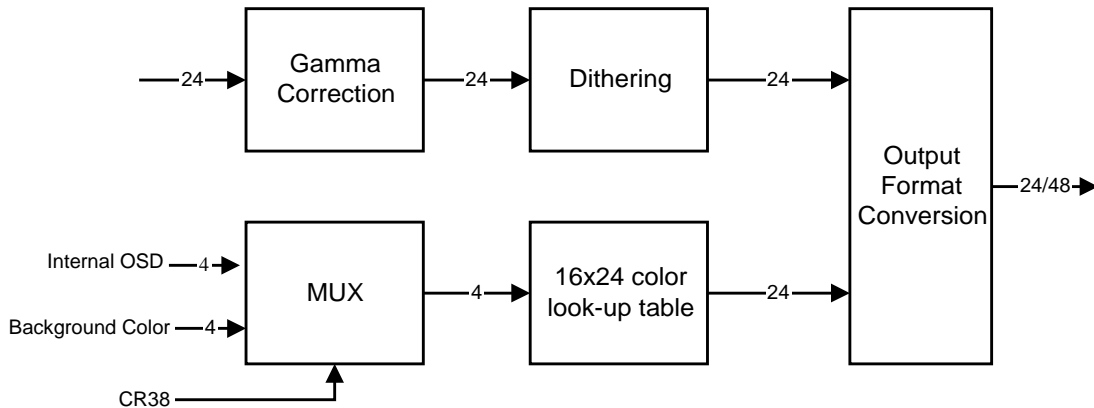 24
Gamma
Correction
24
Dithering
24
Output
Format
Conversion
24/48
Internal OSD
4
Background Color
4
MUX
4
16x24 color
look-up table
24
CR38